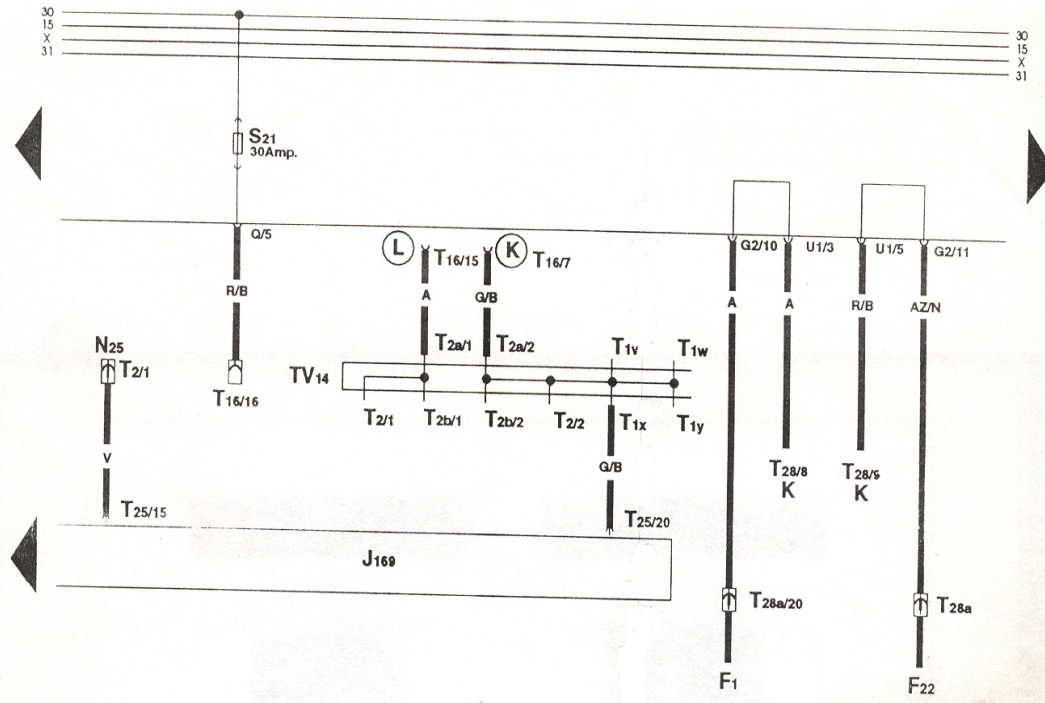 30
15
X
31
30
15
X
31
S21
30Amp.
Q/5
G2/10
U1/3
U1/5
G2/11
L
T16/15
K
T16/7
R/B
A
G/B
A
A
R/B
AZ/N
N25
T2/1
T2a/1
T2a/2
T1v
T1w
TV14
T16/16
T2/1
T2b/1
T2b/2
T2/2
T1x
T1y
V
G/B
T28/8
K
T28/9
K
T25/15
T25/20
J169
T28a/20
T28a
F1
F22